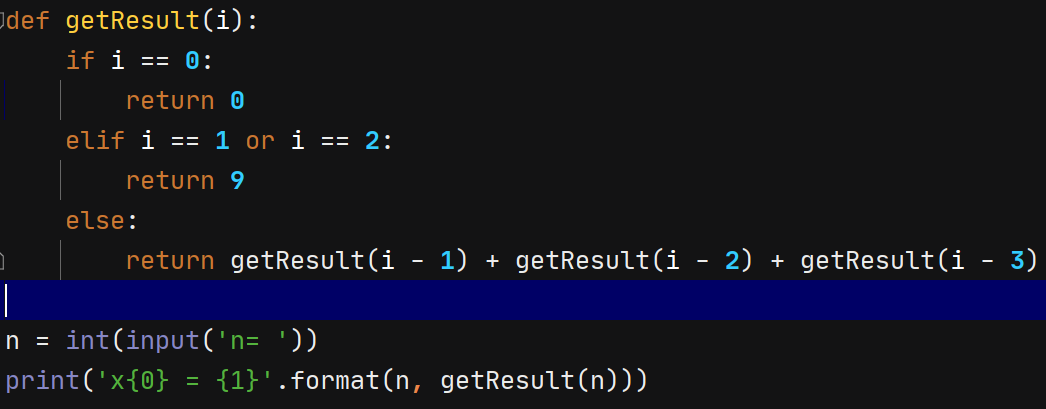 def getResult(i):
    if i == 0:
        return 0
    elif i == 1 or i == 2:
        return 9
    else:
        return getResult(i - 1) + getResult(i - 2) + getResult(i - 3)
n = int(input('n= '))
print('x{0} = {1}'.format(n, getResult(n)))